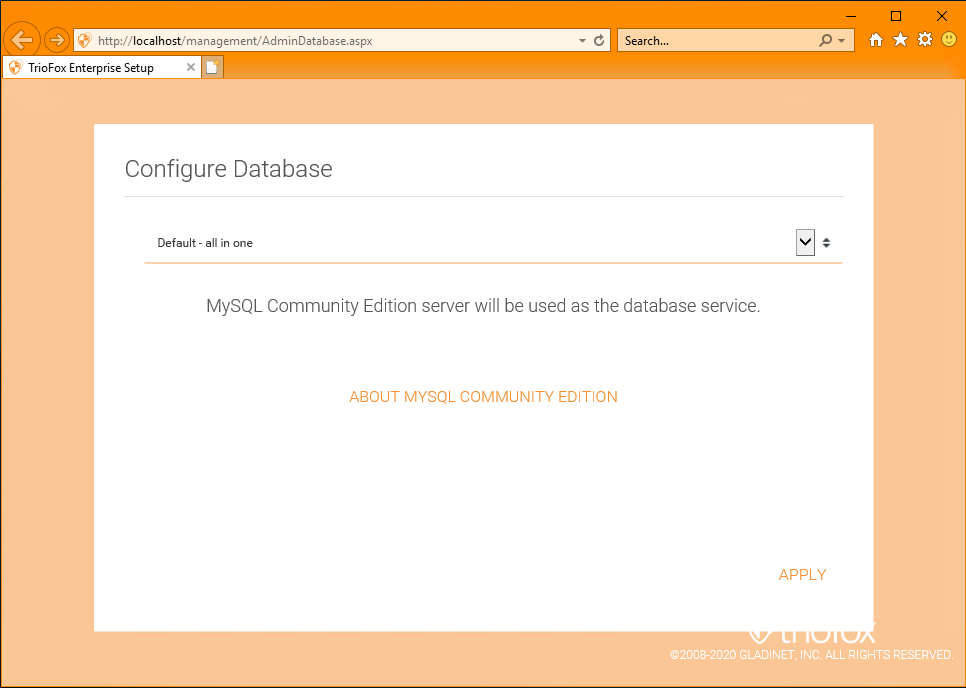 http://localhost/management/AdminDatabase.aspx
Search...
TrioFox Enterprise Setup
Configure Database
Default - all in one
MySQL Community Edition server will be used as the database service.
ABOUT MYSQL COMMUNITY EDITION
APPLY
triofox
©2008-2020 GLADINET, INC. ALL RIGHTS RESERVED.